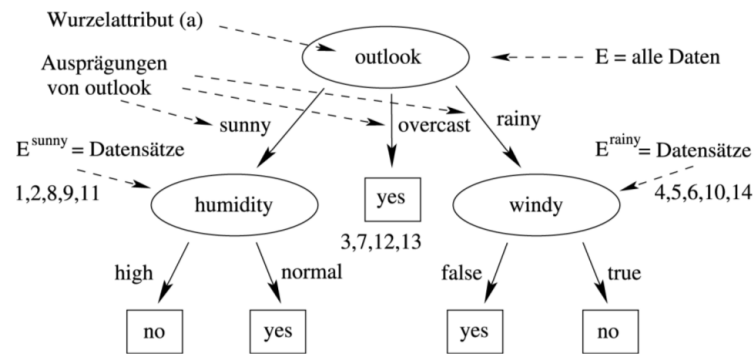 Wurzelattribut (a)
outlook
E = alle Daten
Ausprägungen
von outlook
sunny
overcast
rainy
E^sunny = Datensätze
1,2,8,9,11
E^rainy = Datensätze
4,5,6,10,14
humidity
yes
windy
3,7,12,13
high
normal
false
true
no
yes
yes
no